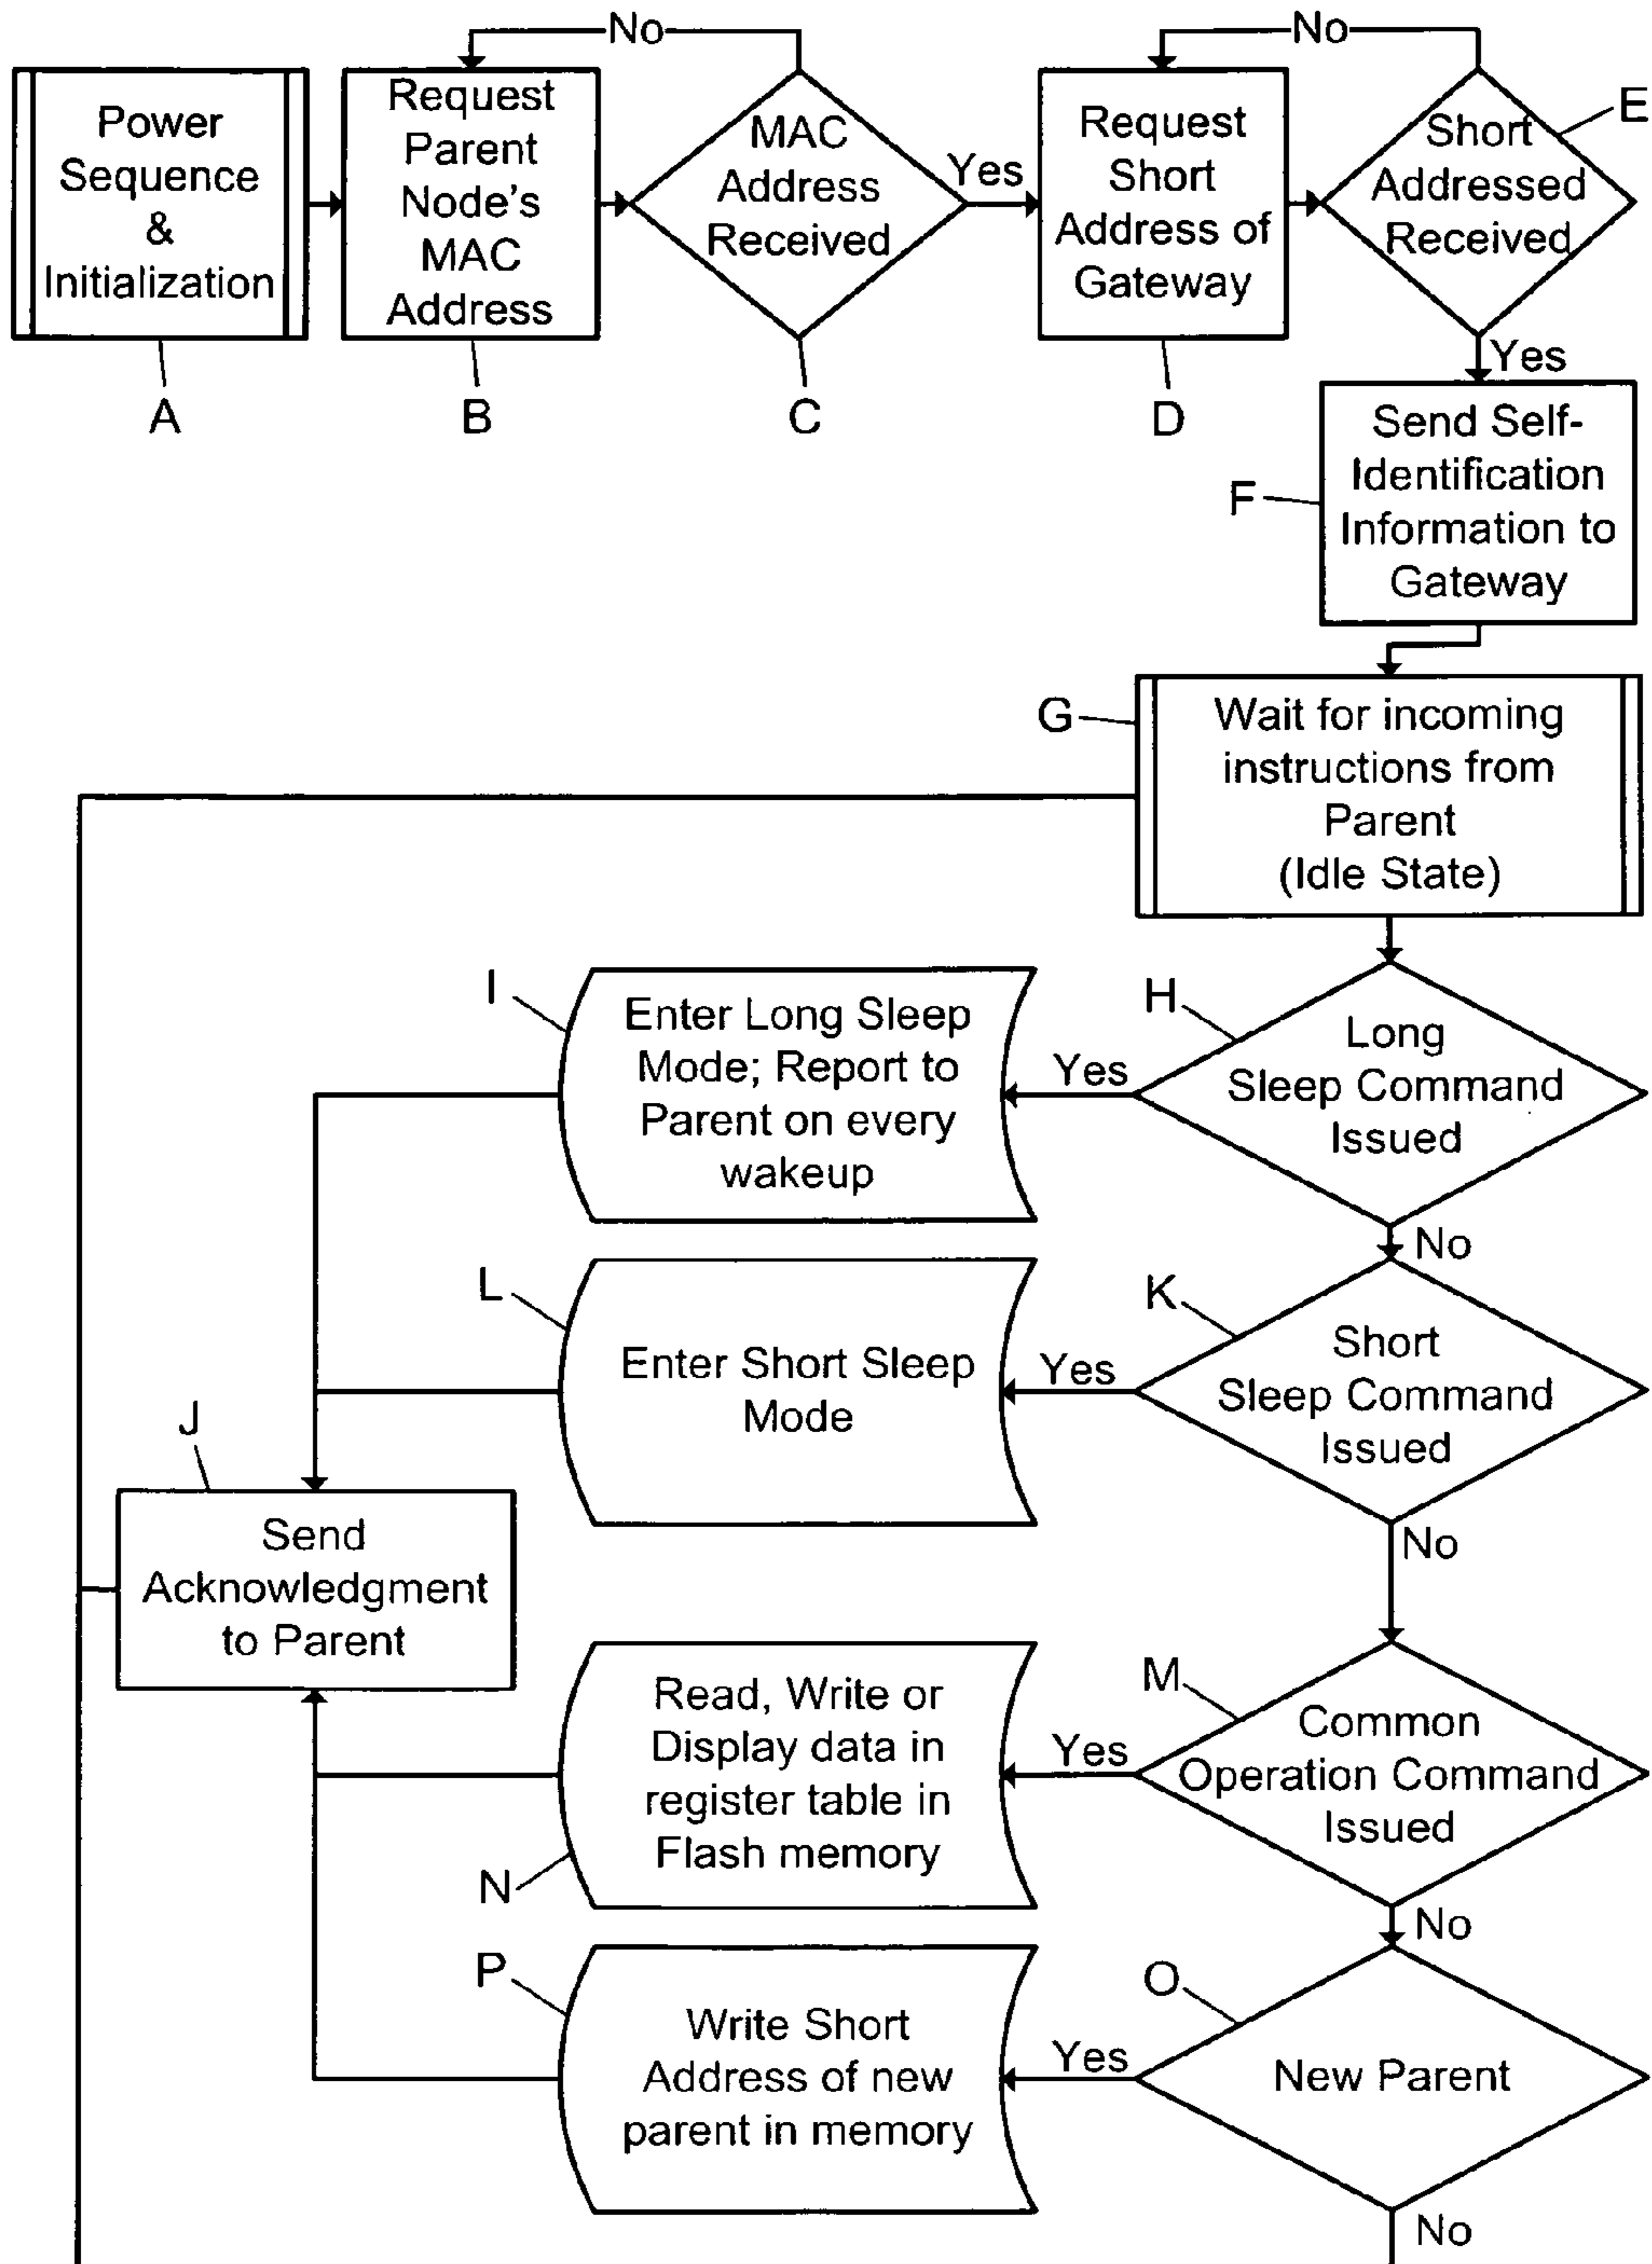 No
No
Power
Sequence
&
Initialization
Request
Parent
Node's
MAC
Address
MAC
Address
Received
Yes
Request
Short
Address of
Gateway
Short
Addressed
Received
E
A
B
C
D
Yes
Send Self-
Identification
Information to
Gateway
F
G
Wait for incoming
instructions from
Parent
(Idle State)
H
Long
Sleep Command
Issued
Yes
I
Enter Long Sleep
Mode; Report to
Parent on every
wakeup
No
K
Short
Sleep Command
Issued
Yes
L
Enter Short Sleep
Mode
No
J
Send
Acknowledgment
to Parent
M
Common
Operation Command
Issued
Yes
Read, Write or
Display data in
register table in
Flash memory
N
No
O
New Parent
Yes
P
Write Short
Address of new
parent in memory
No